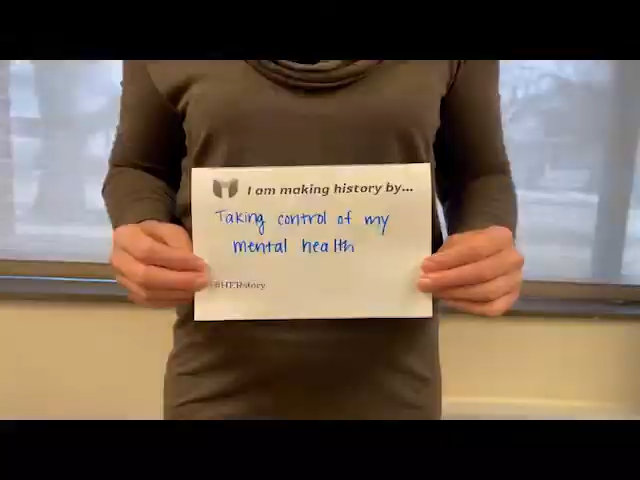 I am making history by...
Taking control of my
mental health
#HERstory